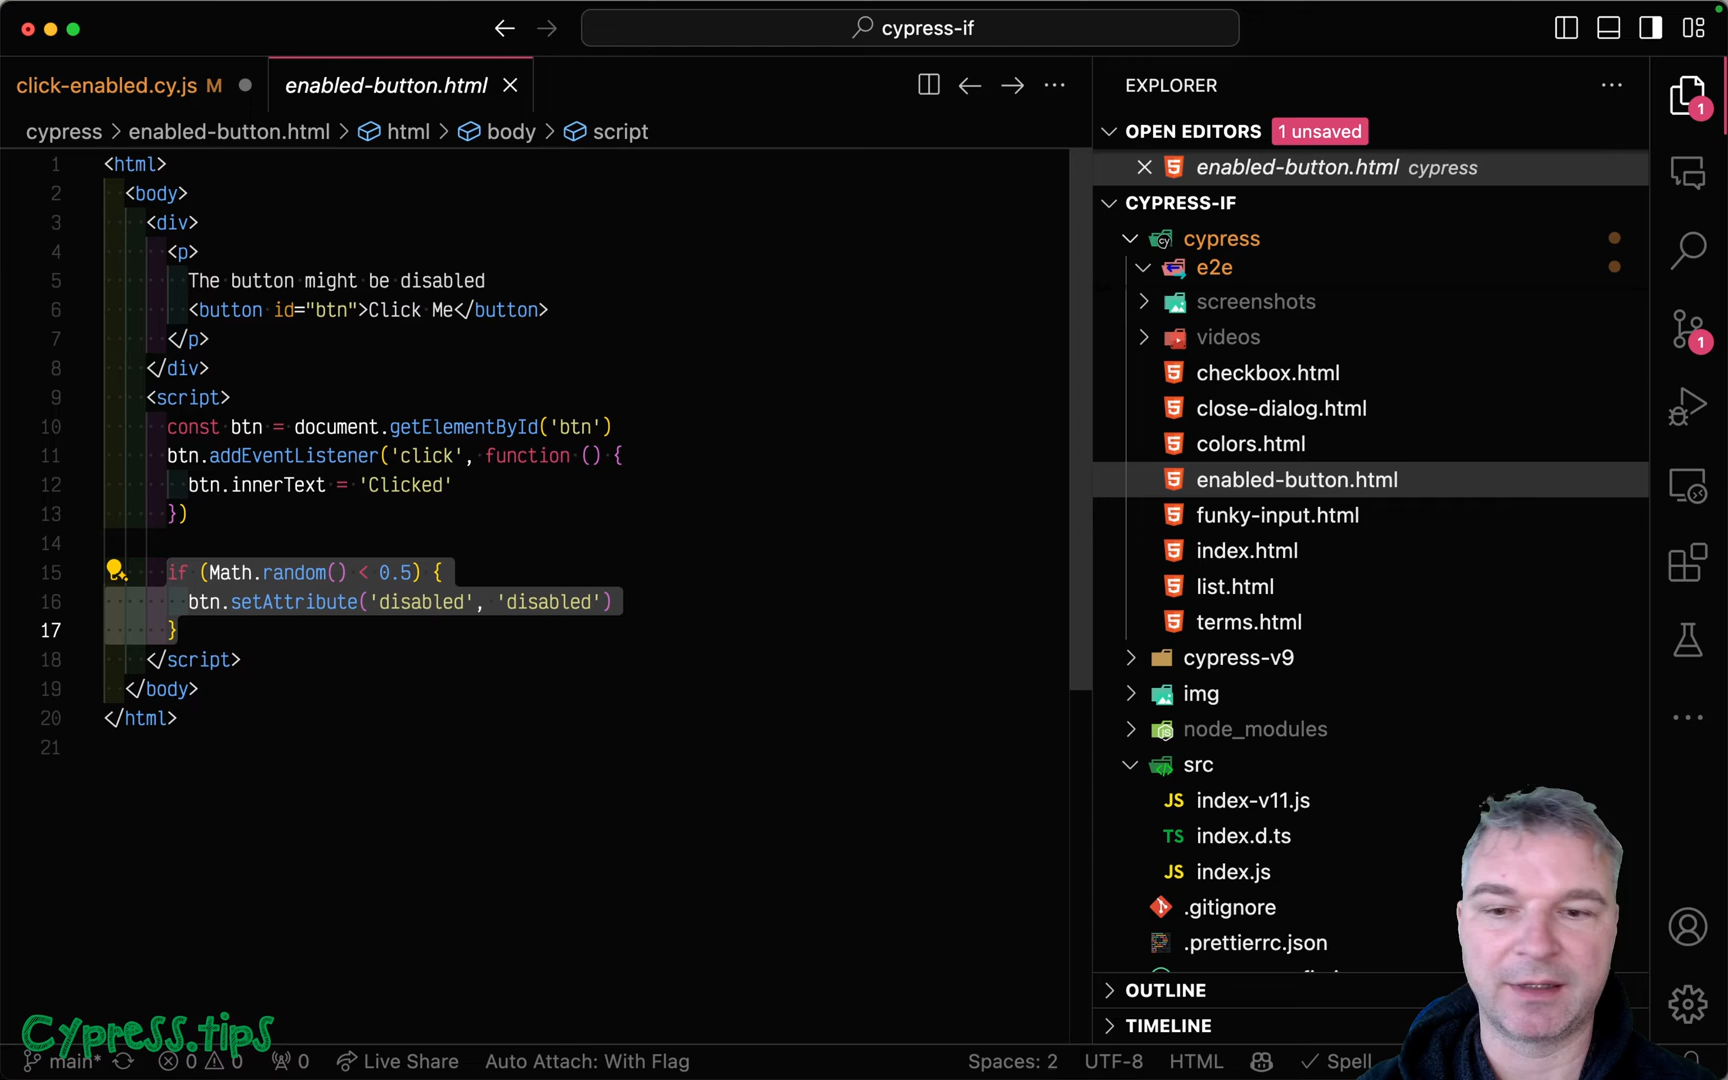 cypress-if
click-enabled.cy.js M
enabled-button.html
cypress > enabled-button.html > html > body > script
1 <html>
2 <body>
3 <div>
4 <p>
5 The button might be disabled
6 <button id="btn">Click Me</button>
7 </p>
8 </div>
9 <script>
10 const btn = document.getElementById('btn')
11 btn.addEventListener('click', function () {
12 btn.innerText = 'Clicked'
13 })
14
15 if (Math.random() < 0.5) {
16 btn.setAttribute('disabled', 'disabled')
17 }
18 </script>
19 </body>
20 </html>
21
EXPLORER
OPEN EDITORS 1 unsaved
enabled-button.html cypress
CYPRESS-IF
cypress
e2e
screenshots
videos
checkbox.html
close-dialog.html
colors.html
enabled-button.html
funky-input.html
index.html
list.html
terms.html
cypress-v9
img
node_modules
src
JS index-v11.js
TS index.d.ts
JS index.js
.gitignore
.prettierrc.json
OUTLINE
TIMELINE
1
1
Cypress.tips
main* 0 0 0 Live Share Auto Attach: With Flag Spaces: 2 UTF-8 HTML Spell